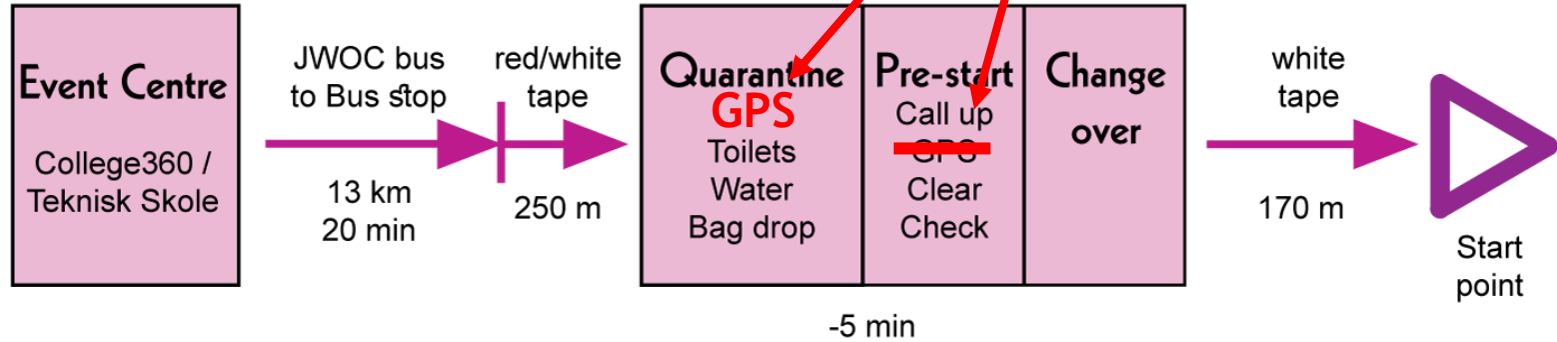 Event Centre
College360 /
Teknisk Skole
JWOC bus
to Bus stop
13 km
20 min
red/white
tape
250 m
Quarantine
GPS
Toilets
Water
Bag drop
Pre-start
Call up
GPS
Clear
Check
Change
over
-5 min
white
tape
170 m
Start
point